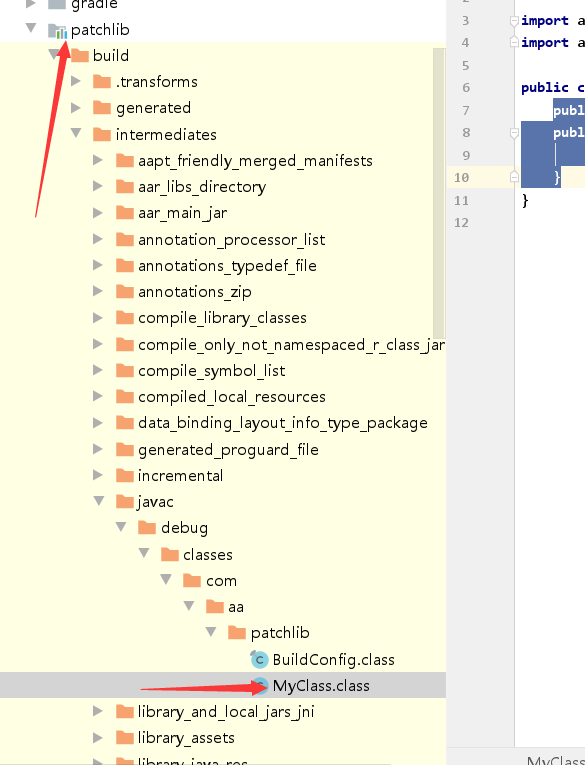 gradle
patchlib
build
.transforms
generated
intermediates
aapt_friendly_merged_manifests
aar_libs_directory
aar_main_jar
annotation_processor_list
annotations_typedef_file
annotations_zip
compile_library_classes
compile_only_not_namespaced_r_class_jar
compile_symbol_list
compiled_local_resources
data_binding_layout_info_type_package
generated_proguard_file
incremental
javac
debug
classes
com
aa
patchlib
BuildConfig.class
MyClass.class
library_and_local_jars_jni
library_assets
library_java_res
3 import a
4 import a
5
6 public c
7 publ
8 publ
9
10 }
11 }
12
MyClass